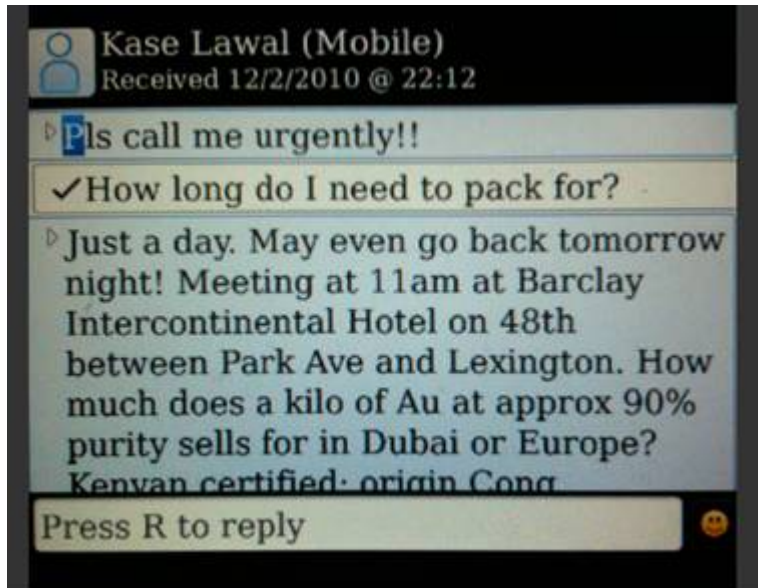 Kase Lawal (Mobile)
Received 12/2/2010 @ 22:12
Pls call me urgently!!
✓How long do I need to pack for?
Just a day. May even go back tomorrow
night! Meeting at 11am at Barclay
Intercontinental Hotel on 48th
between Park Ave and Lexington. How
much does a kilo of Au at approx 90%
purity sells for in Dubai or Europe?
Kenyan certified; origin Cong
Press R to reply